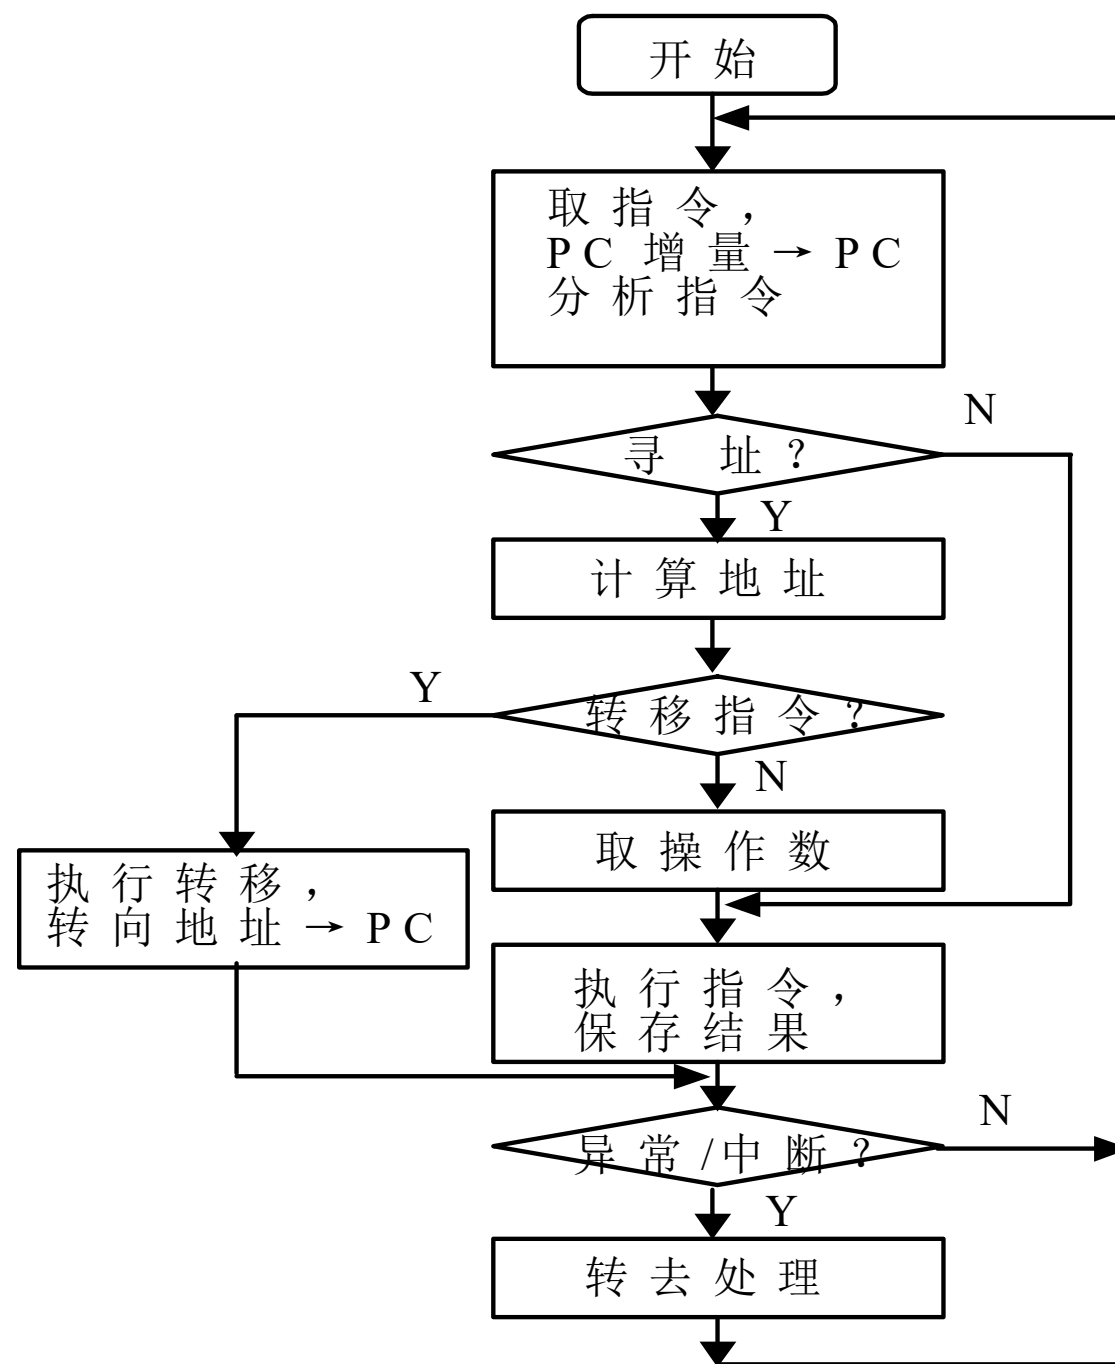 开始
取指令，
PC增量→PC
分析指令
N
寻址？
Y
计算地址
Y
转移指令？
N
取操作数
执行转移，
转向地址→PC
执行指令，
保存结果
N
异常/中断？
Y
转去处理